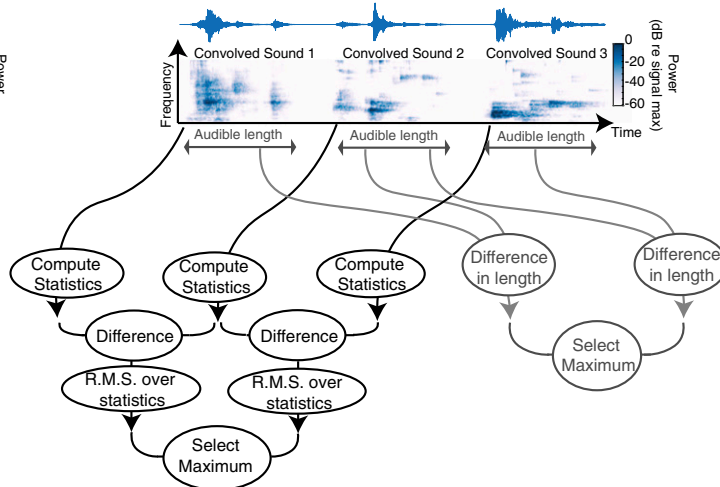 Power
Convolved Sound 1
Convolved Sound 2
Convolved Sound 3
0
-20
-40
-60
Power
(dB re signal max)
Frequency
Time
Audible length
Audible length
Audible length
Compute
Statistics
Compute
Statistics
Compute
Statistics
Difference
in length
Difference
in length
Difference
Difference
R.M.S. over
statistics
R.M.S. over
statistics
Select
Maximum
Select
Maximum